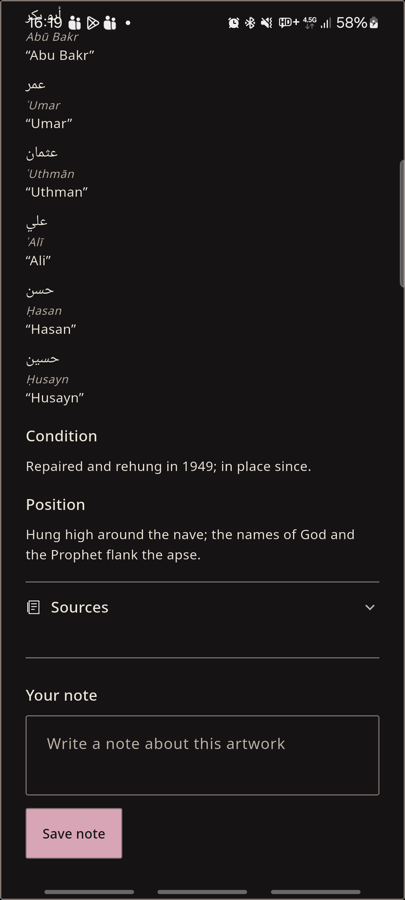 16:19
HD+ 4.5G 58%
أبو بكر
Abū Bakr
“Abu Bakr”
عمر
ʿUmar
“Umar”
عثمان
ʿUthmān
“Uthman”
علي
ʿAlī
“Ali”
حسن
Ḥasan
“Hasan”
حسين
Ḥusayn
“Husayn”
Condition
Repaired and rehung in 1949; in place since.
Position
Hung high around the nave; the names of God and
the Prophet flank the apse.
Sources
Your note
Write a note about this artwork
Save note